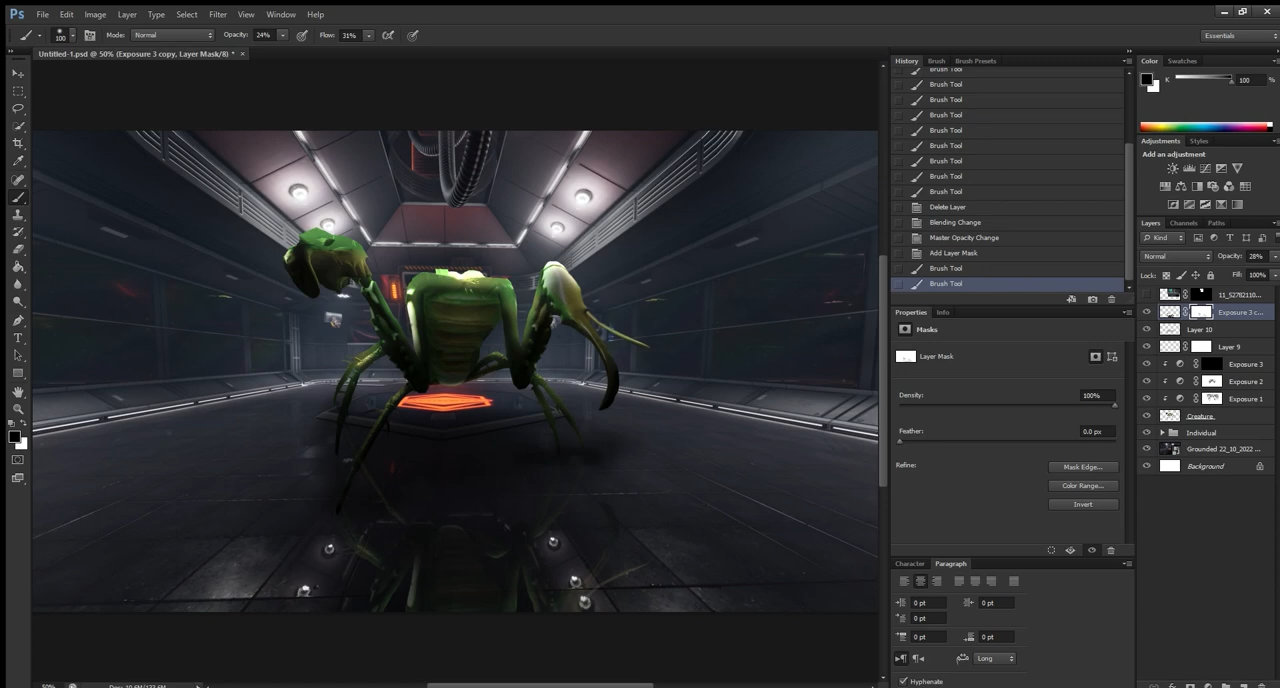 Ps File Edit Image Layer Type Select Filter View Window Help
100 Mode: Normal Opacity: 24% Flow: 31% Essentials
Untitled-1.psd @ 50% (Exposure 3 copy, Layer Mask/8) * ×
History Brush Brush Presets
Brush Tool
Brush Tool
Brush Tool
Brush Tool
Brush Tool
Brush Tool
Brush Tool
Brush Tool
Brush Tool
Delete Layer
Blending Change
Master Opacity Change
Add Layer Mask
Brush Tool
Brush Tool
Properties Info
Masks
Layer Mask
Density: 100%
Feather: 0.0 px
Refine: Mask Edge...
Color Range...
Invert
Character Paragraph
0 pt 0 pt
0 pt
0 pt 0 pt
Long
Hyphenate
Color Swatches
K 100 %
Adjustments Styles
Add an adjustment
Layers Channels Paths
Kind
Normal Opacity: 28%
Lock: Fill: 100%
11_52782110...
Exposure 3 c...
Layer 10
Layer 9
Exposure 3
Exposure 2
Exposure 1
Creature
Individual
Grounded 22_10_2022 ...
Background
50%